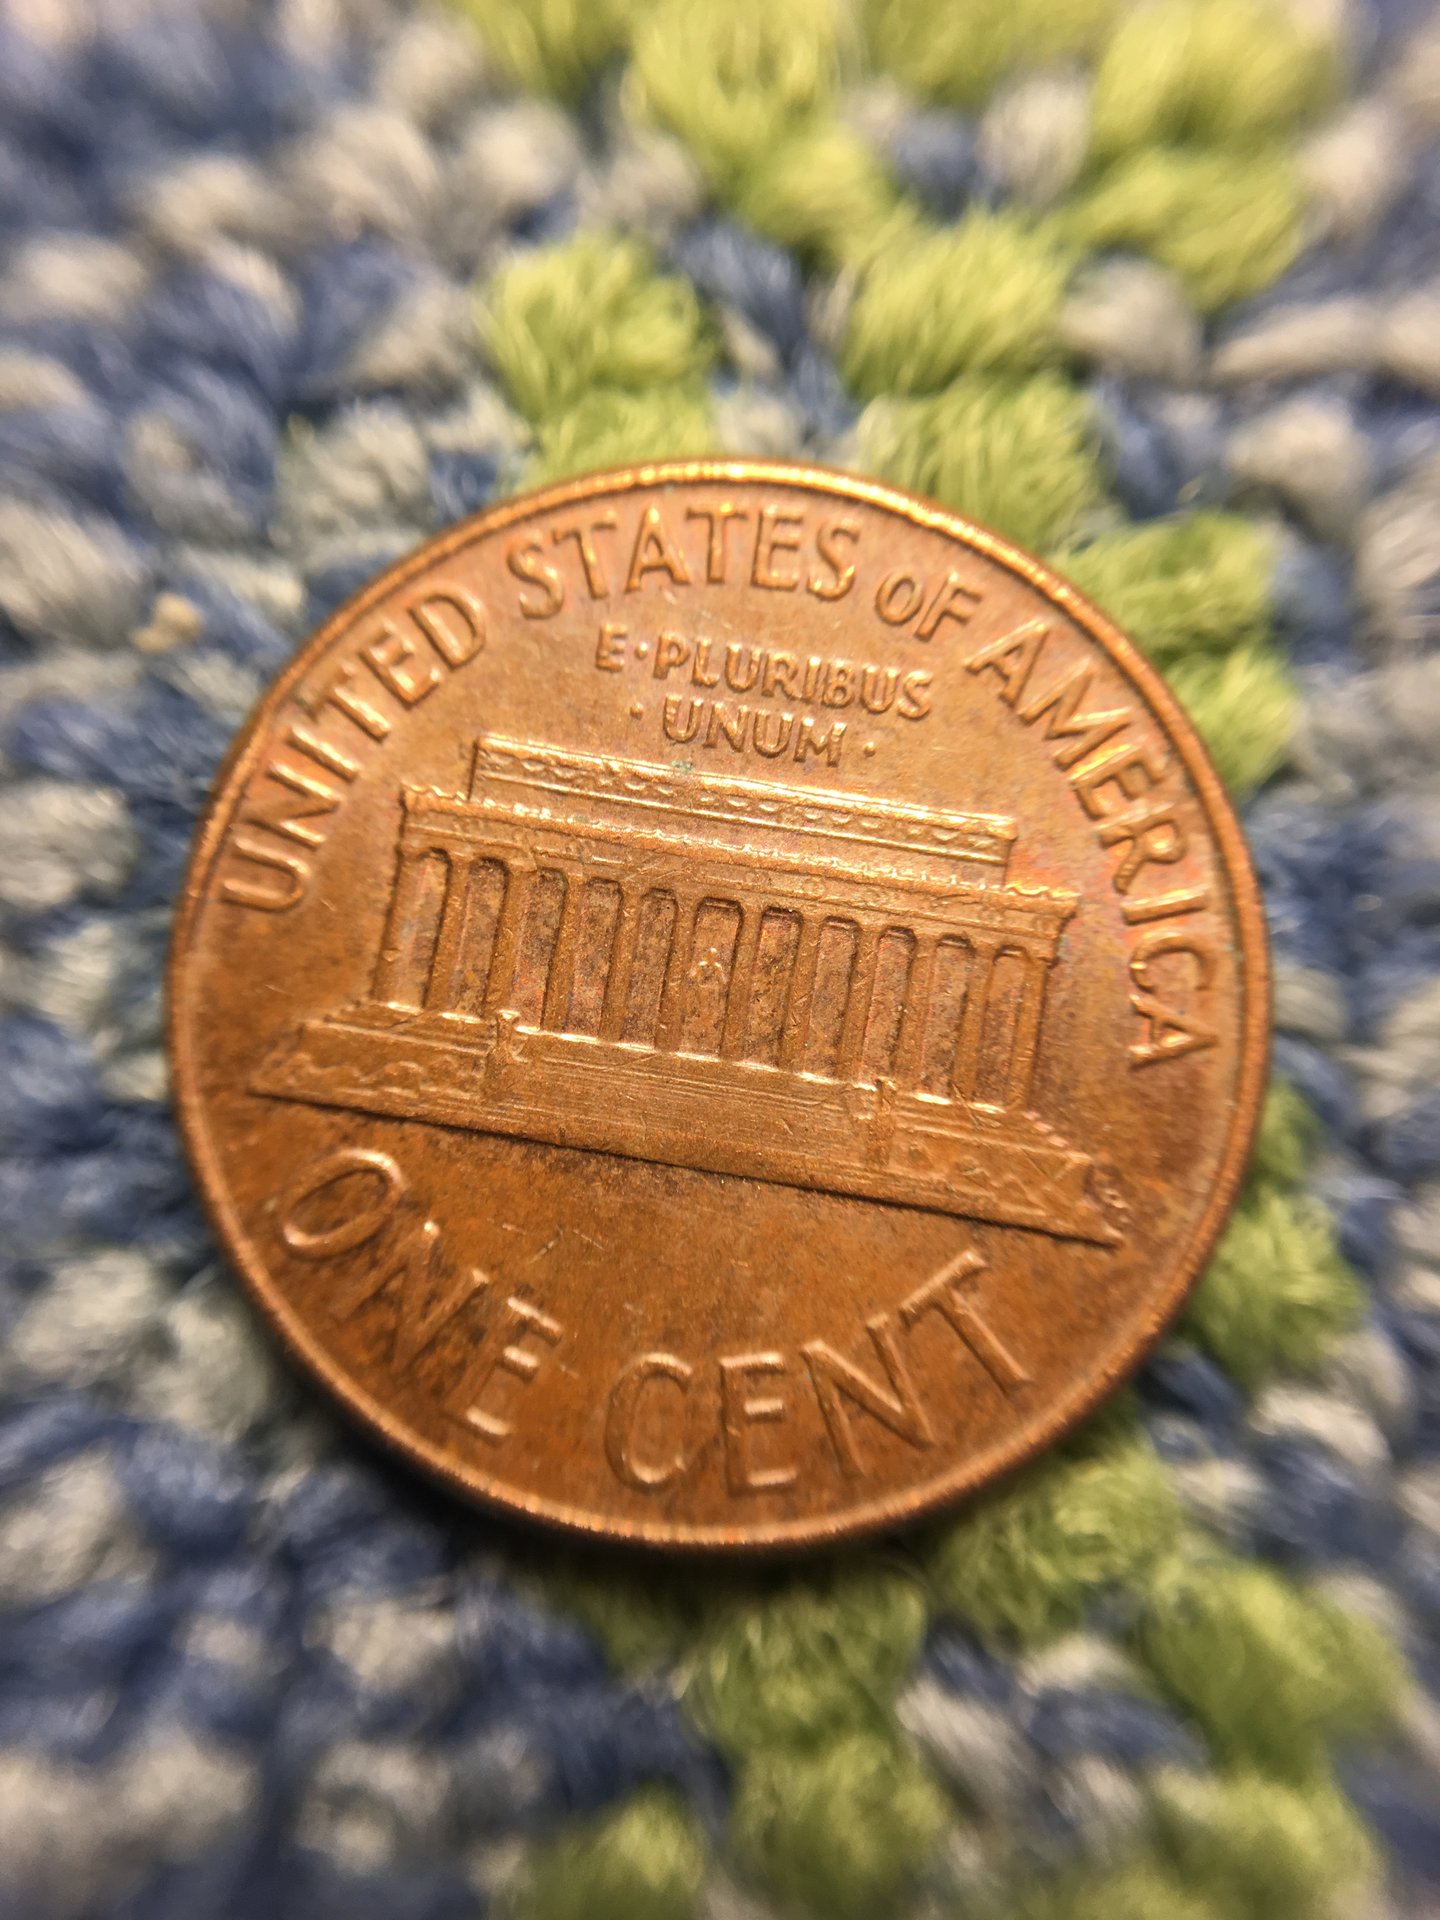 UNITED STATES OF AMERICA
E·PLURIBUS
·UNUM·
ONE CENT